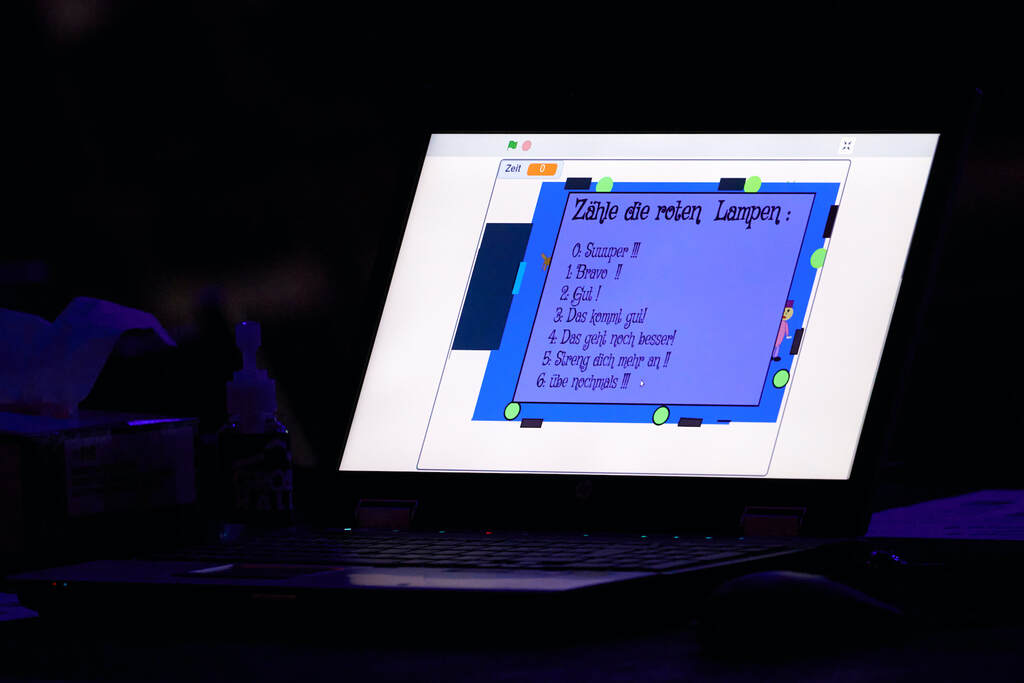 Zeit 0
Zähle die roten Lampen :
0: Suuuper !!!
1: Bravo !!
2: Gut !
3: Das kommt gut!
4: Das geht noch besser!
5: Streng dich mehr an !!
6: übe nochmals !!!